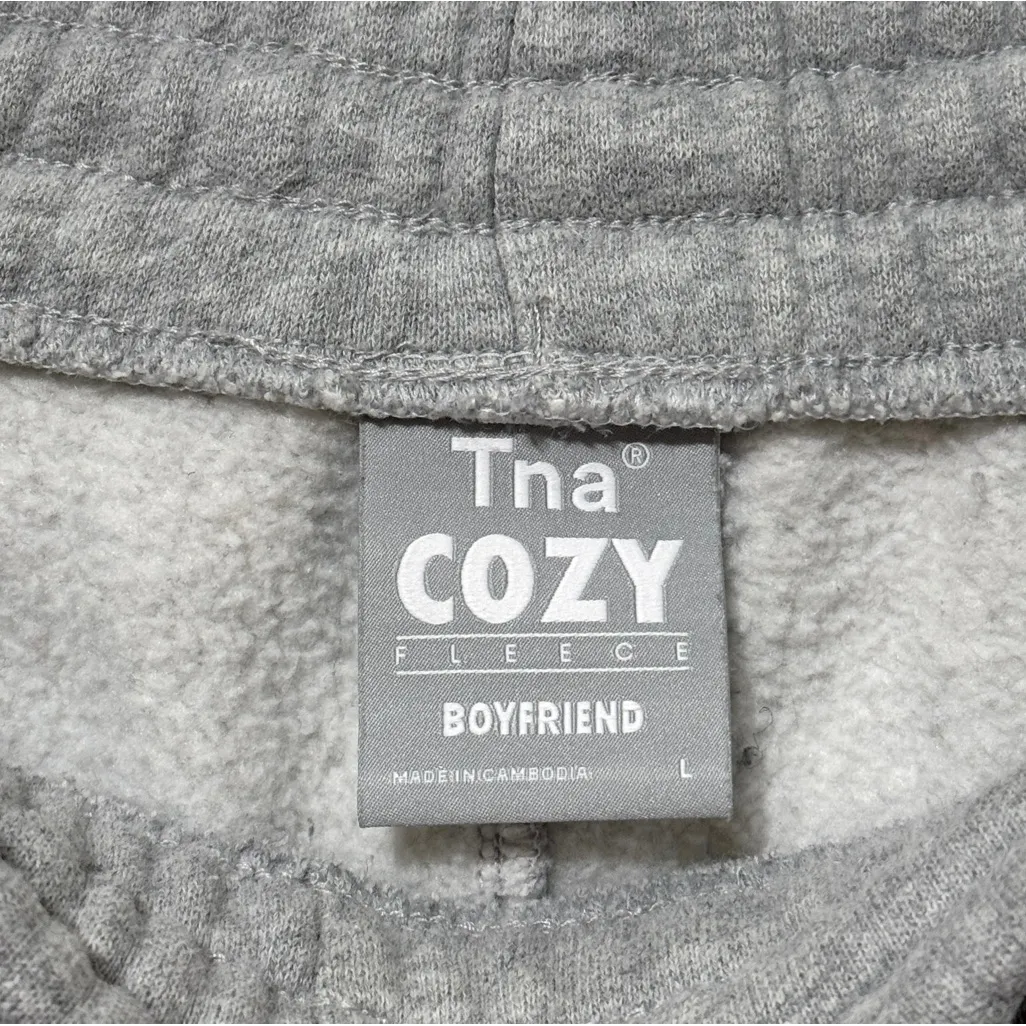 Tna®
COZY
FLEECE
BOYFRIEND
MADE IN CAMBODIA L